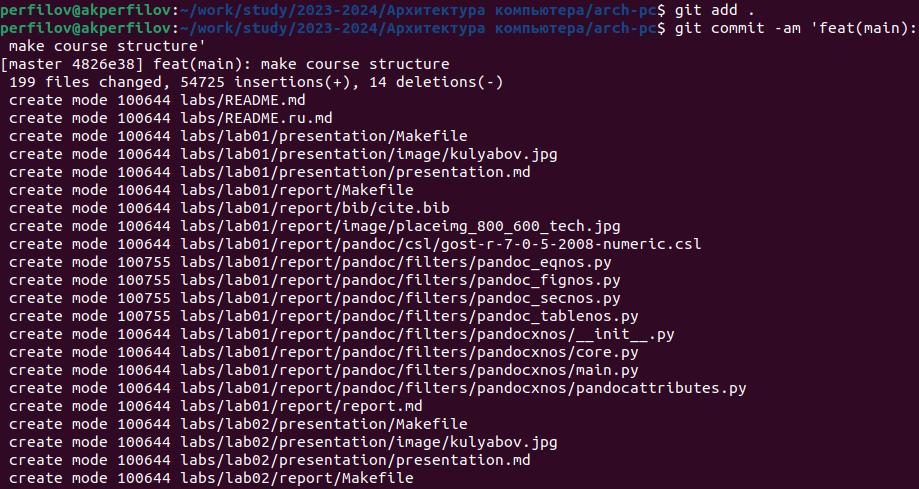 perfilov@akperfilov:~/work/study/2023-2024/Архитектура компьютера/arch-pc$ git add .
perfilov@akperfilov:~/work/study/2023-2024/Архитектура компьютера/arch-pc$ git commit -am 'feat(main):
 make course structure'
[master 4826e38] feat(main): make course structure
 199 files changed, 54725 insertions(+), 14 deletions(-)
 create mode 100644 labs/README.md
 create mode 100644 labs/README.ru.md
 create mode 100644 labs/lab01/presentation/Makefile
 create mode 100644 labs/lab01/presentation/image/kulyabov.jpg
 create mode 100644 labs/lab01/presentation/presentation.md
 create mode 100644 labs/lab01/report/Makefile
 create mode 100644 labs/lab01/report/bib/cite.bib
 create mode 100644 labs/lab01/report/image/placeimg_800_600_tech.jpg
 create mode 100644 labs/lab01/report/pandoc/csl/gost-r-7-0-5-2008-numeric.csl
 create mode 100755 labs/lab01/report/pandoc/filters/pandoc_eqnos.py
 create mode 100755 labs/lab01/report/pandoc/filters/pandoc_fignos.py
 create mode 100755 labs/lab01/report/pandoc/filters/pandoc_secnos.py
 create mode 100755 labs/lab01/report/pandoc/filters/pandoc_tablenos.py
 create mode 100644 labs/lab01/report/pandoc/filters/pandocxnos/__init__.py
 create mode 100644 labs/lab01/report/pandoc/filters/pandocxnos/core.py
 create mode 100644 labs/lab01/report/pandoc/filters/pandocxnos/main.py
 create mode 100644 labs/lab01/report/pandoc/filters/pandocxnos/pandocattributes.py
 create mode 100644 labs/lab01/report/report.md
 create mode 100644 labs/lab02/presentation/Makefile
 create mode 100644 labs/lab02/presentation/image/kulyabov.jpg
 create mode 100644 labs/lab02/presentation/presentation.md
 create mode 100644 labs/lab02/report/Makefile